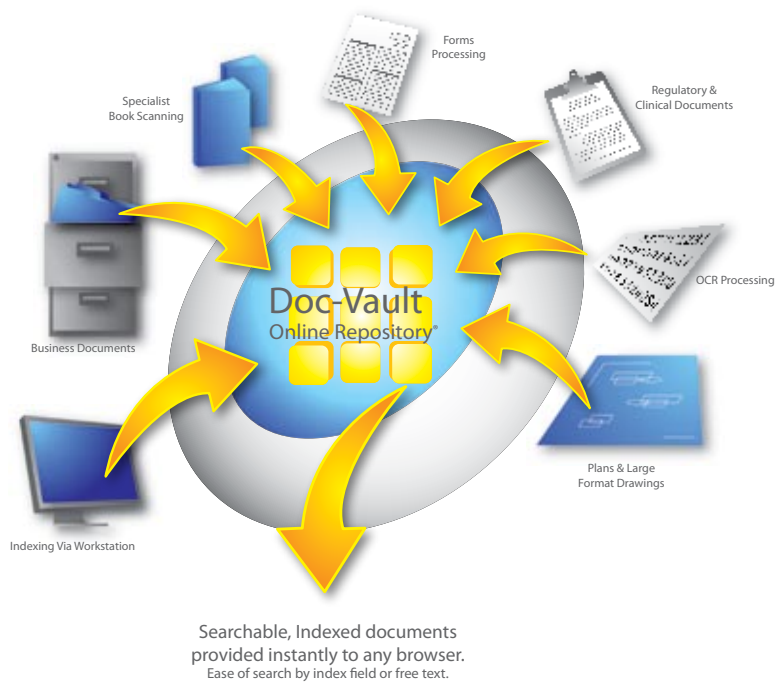 Forms
Processing
Specialist
Book Scanning
Regulatory &
Clinical Documents
OCR Processing
Doc-Vault
Online Repository®
Business Documents
Plans & Large
Format Drawings
Indexing Via Workstation
Searchable, Indexed documents
provided instantly to any browser.
Ease of search by index field or free text.